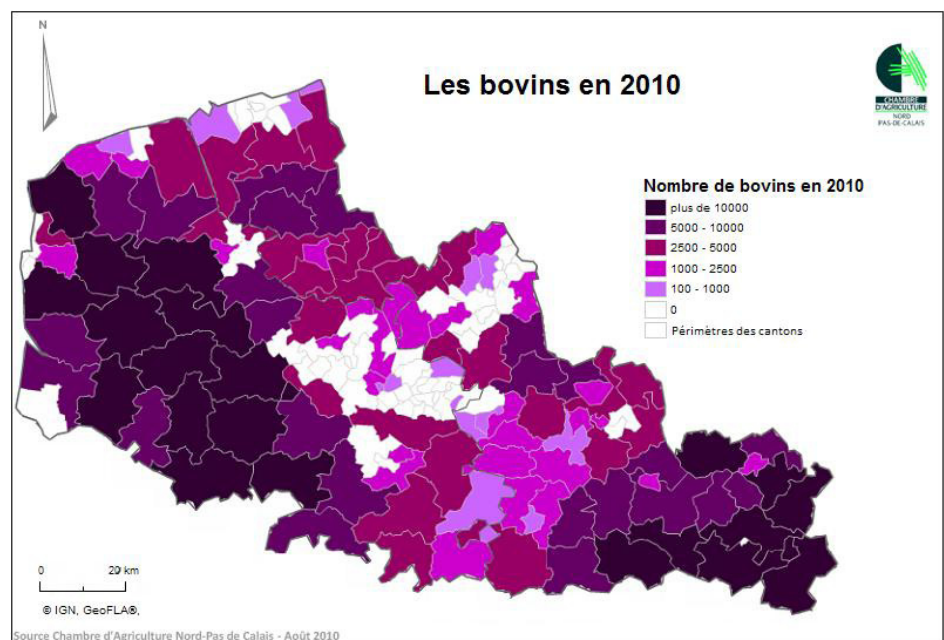 N
Les bovins en 2010
CHAMBRE
D'AGRICULTURE
NORD
PAS-DE-CALAIS
Nombre de bovins en 2010
plus de 10000
5000 - 10000
2500 - 5000
1000 - 2500
100 - 1000
0
Périmètres des cantons
0 20 km
© IGN, GeoFLA®,
Source Chambre d'Agriculture Nord-Pas de Calais - Août 2010